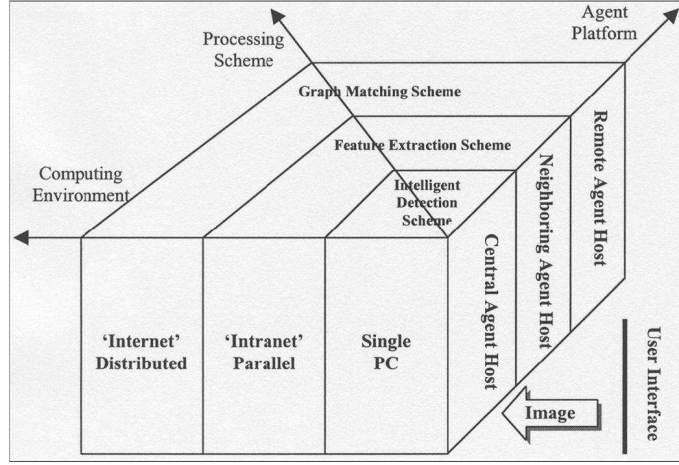 Agent
Platform
Processing
Scheme
Graph Matching Scheme
Feature Extraction Scheme
Computing
Environment
Intelligent
Detection
Scheme
Remote Agent Host
Neighboring Agent Host
Central Agent Host
‘Internet’
Distributed
‘Intranet’
Parallel
Single
PC
Image
User Interface